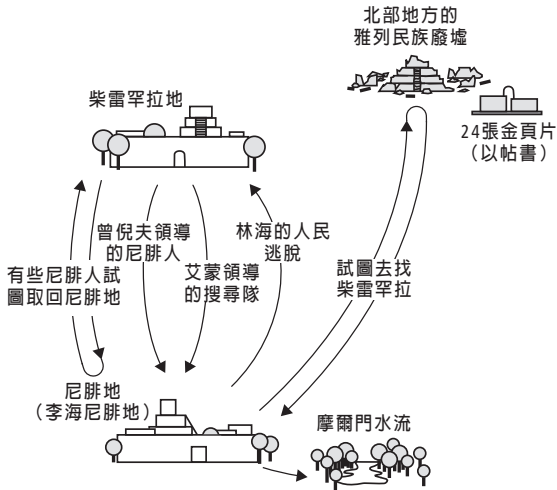 北部地方的
雅列民族廢墟
24張金頁片
（以帖書）
柴雷罕拉地
曾倪夫領導
的尼腓人
林海的人民
逃脫
艾蒙領導
的搜尋隊
有些尼腓人試
圖取回尼腓地
試圖去找
柴雷罕拉
尼腓地
（李海尼腓地）
摩爾門水流